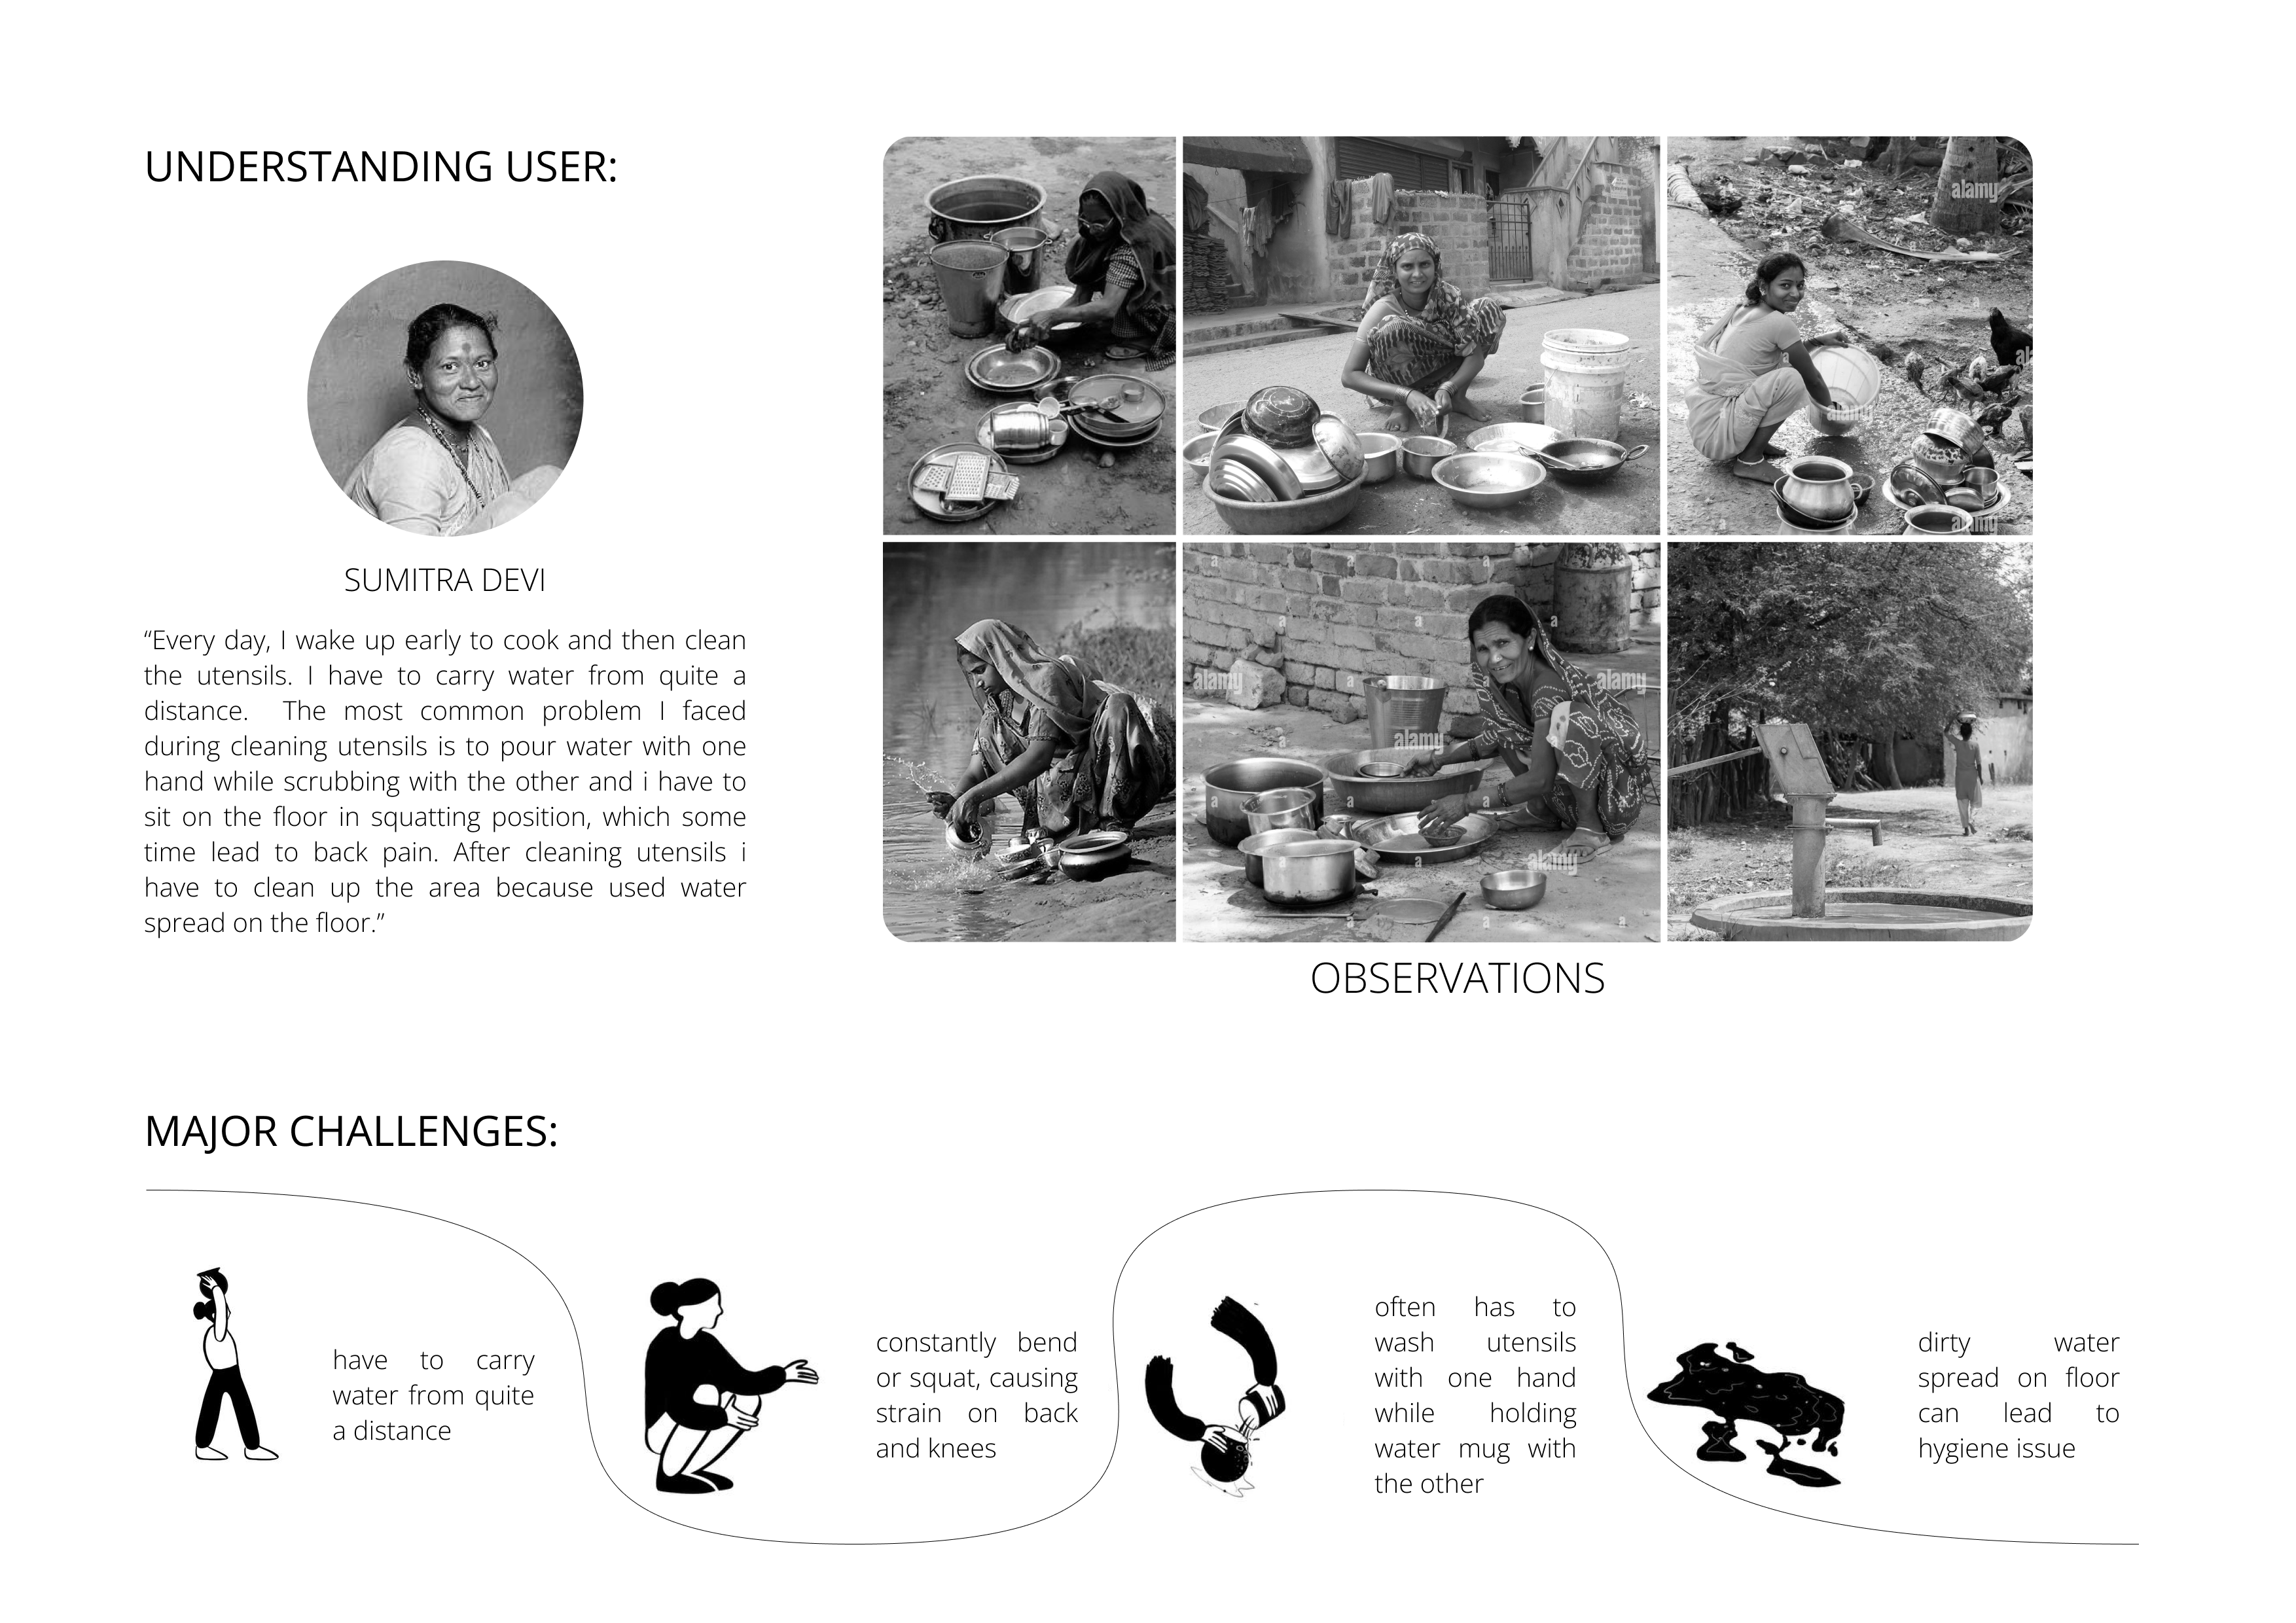 UNDERSTANDING USER:
SUMITRA DEVI
“Every day, I wake up early to cook and then clean
the utensils. I have to carry water from quite a
distance. The most common problem I faced
during cleaning utensils is to pour water with one
hand while scrubbing with the other and i have to
sit on the floor in squatting position, which some
time lead to back pain. After cleaning utensils i
have to clean up the area because used water
spread on the floor.”
alamy
a
a
al
alamy
alamy
a
a
a
alamy
a
a
alamy
alamy
a
a
a
a
a
a
alamy
a
a
a
OBSERVATIONS
MAJOR CHALLENGES:
have to carry
water from quite
a distance
constantly bend
or squat, causing
strain on back
and knees
often has to
wash utensils
with one hand
while holding
water mug with
the other
dirty water
spread on floor
can lead to
hygiene issue